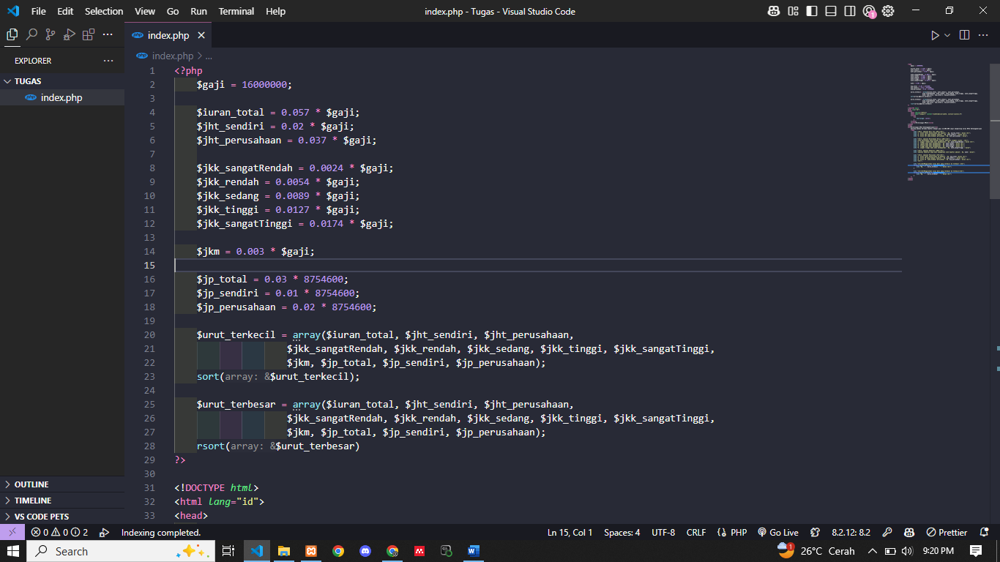 File Edit Selection View Go Run Terminal Help
index.php - Tugas - Visual Studio Code
1
EXPLORER
TUGAS
php index.php
OUTLINE
TIMELINE
VS CODE PETS
php index.php
php index.php > ...
1 <?php
2 $gaji = 16000000;
3
4 $iuran_total = 0.057 * $gaji;
5 $jht_sendiri = 0.02 * $gaji;
6 $jht_perusahaan = 0.037 * $gaji;
7
8 $jkk_sangatRendah = 0.0024 * $gaji;
9 $jkk_rendah = 0.0054 * $gaji;
10 $jkk_sedang = 0.0089 * $gaji;
11 $jkk_tinggi = 0.0127 * $gaji;
12 $jkk_sangatTinggi = 0.0174 * $gaji;
13
14 $jkm = 0.003 * $gaji;
15
16 $jp_total = 0.03 * 8754600;
17 $jp_sendiri = 0.01 * 8754600;
18 $jp_perusahaan = 0.02 * 8754600;
19
20 $urut_terkecil = array($iuran_total, $jht_sendiri, $jht_perusahaan,
21 $jkk_sangatRendah, $jkk_rendah, $jkk_sedang, $jkk_tinggi, $jkk_sangatTinggi,
22 $jkm, $jp_total, $jp_sendiri, $jp_perusahaan);
23 sort(array: &$urut_terkecil);
24
25 $urut_terbesar = array($iuran_total, $jht_sendiri, $jht_perusahaan,
26 $jkk_sangatRendah, $jkk_rendah, $jkk_sedang, $jkk_tinggi, $jkk_sangatTinggi,
27 $jkm, $jp_total, $jp_sendiri, $jp_perusahaan);
28 rsort(array: &$urut_terbesar)
29 ?>
30
31 <!DOCTYPE html>
32 <html lang="id">
33 <head>
0 0 2 Indexing completed. Ln 15, Col 1 Spaces: 4 UTF-8 CRLF PHP Go Live 8.2.12: 8.2 Prettier
Search 1 26°C Cerah 9:20 PM